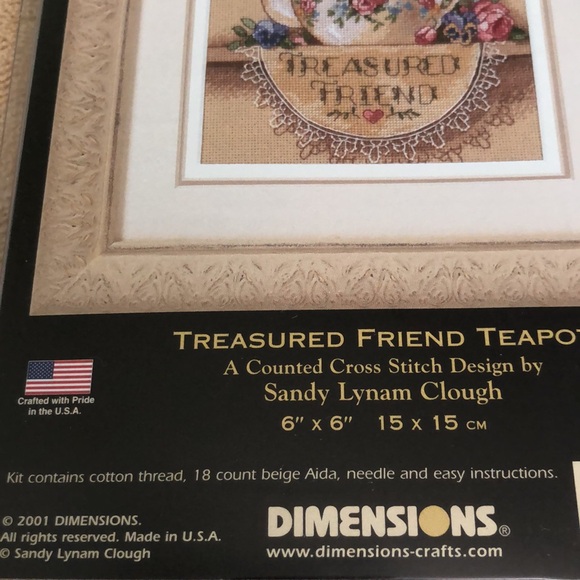 TREASURED
FRIEND
TREASURED FRIEND TEAPO
A Counted Cross Stitch Design by
Sandy Lynam Clough
6" x 6" 15 x 15 CM
Crafted with Pride
in the U.S.A.
Kit contains cotton thread, 18 count beige Aida, needle and easy instructions.
© 2001 DIMENSIONS.
All rights reserved. Made in U.S.A.
© Sandy Lynam Clough
DIMENSIONS®
www.dimensions-crafts.com